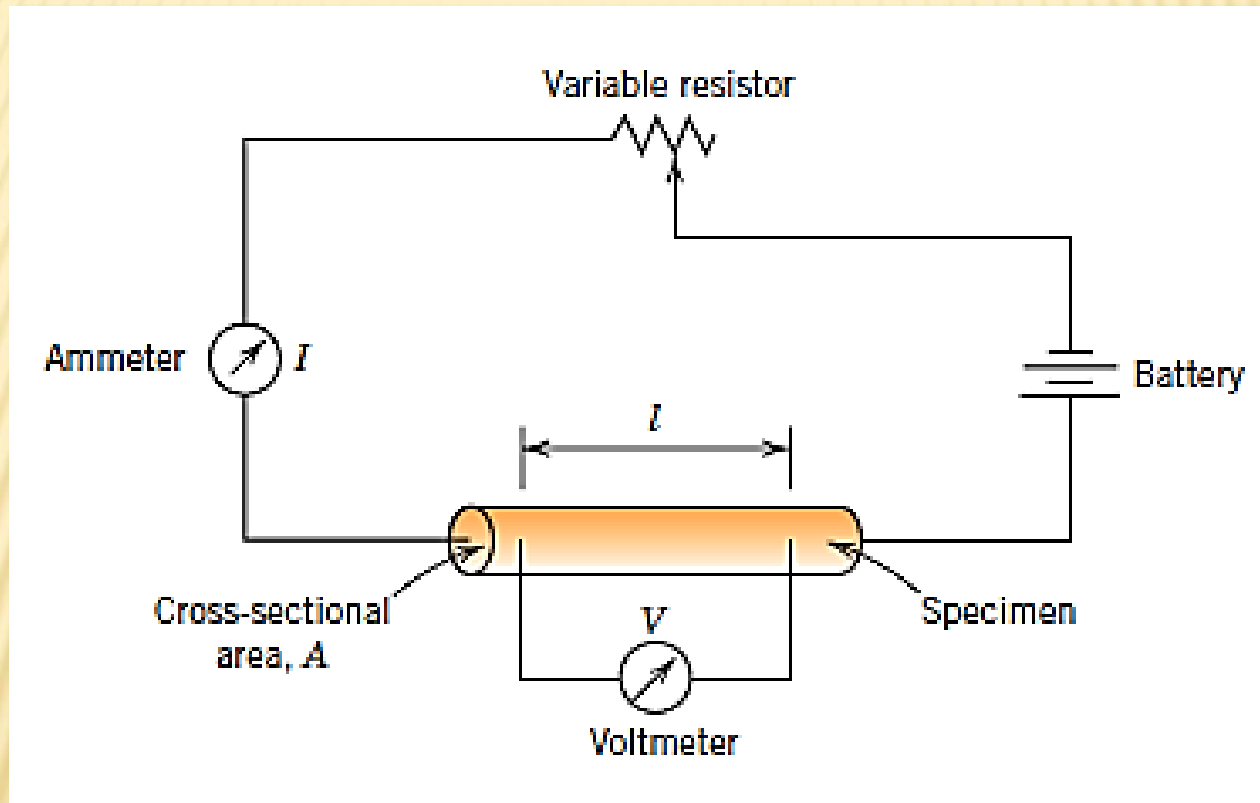 Variable resistor
Ammeter
I
Battery
l
Cross-sectional
area, A
V
Specimen
Voltmeter